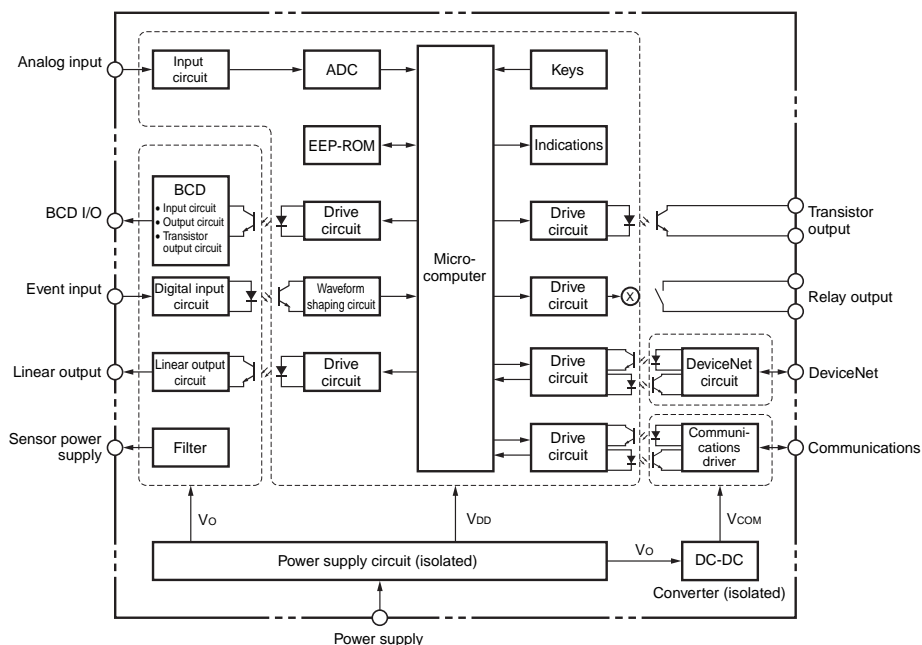 Analog input
Input
circuit
ADC
Keys
EEP-ROM
Indications
BCD I/O
BCD
• Input circuit
• Output circuit
• Transistor
output circuit
Drive
circuit
Micro-
computer
Drive
circuit
Transistor
output
Event input
Digital input
circuit
Waveform
shaping circuit
Drive
circuit
X
Relay output
Linear output
Linear output
circuit
Drive
circuit
Drive
circuit
DeviceNet
circuit
DeviceNet
Sensor power
supply
Filter
Drive
circuit
Communi-
cations
driver
Communications
VO
VDD
VCOM
Power supply circuit (isolated)
VO
DC-DC
Converter (isolated)
Power supply